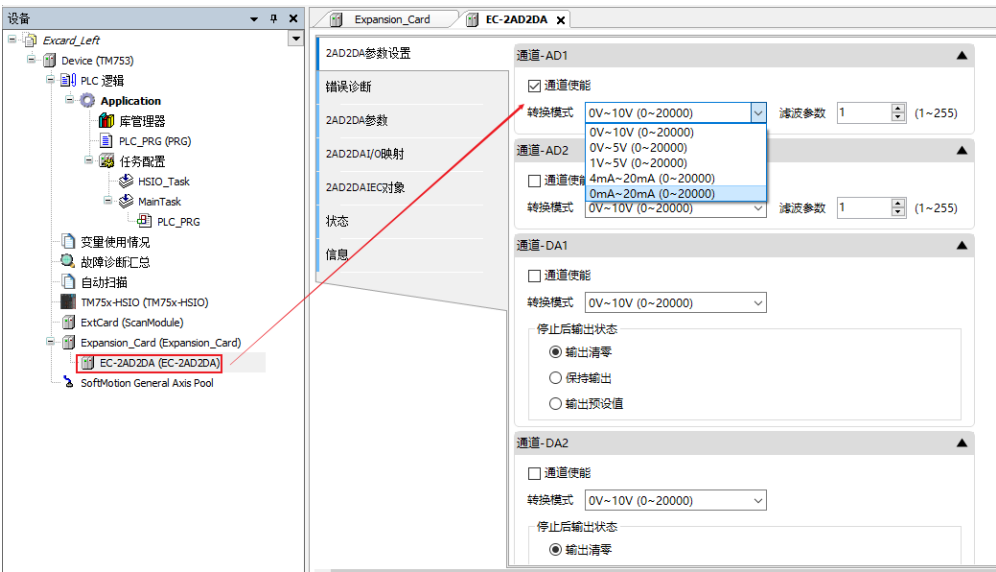 设备
Excard_Left
Device (TM753)
PLC 逻辑
Application
库管理器
PLC_PRG (PRG)
任务配置
HSIO_Task
MainTask
PLC_PRG
变量使用情况
故障诊断汇总
自动扫描
TM75x-HSIO (TM75x-HSIO)
ExtCard (ScanModule)
Expansion_Card (Expansion_Card)
EC-2AD2DA (EC-2AD2DA)
SoftMotion General Axis Pool
Expansion_Card EC-2AD2DA
2AD2DA参数设置
错误诊断
2AD2DA参数
2AD2DAI/O映射
2AD2DAIEC对象
状态
信息
通道-AD1
通道使能
转换模式 0V~10V (0~20000) 滤波参数 1 (1~255)
0V~10V (0~20000)
0V~5V (0~20000)
1V~5V (0~20000)
4mA~20mA (0~20000)
0mA~20mA (0~20000)
通道-AD2
通道使
转换模式 0V~10V (0~20000) 滤波参数 1 (1~255)
通道-DA1
通道使能
转换模式 0V~10V (0~20000)
停止后输出状态
输出清零
保持输出
输出预设值
通道-DA2
通道使能
转换模式 0V~10V (0~20000)
停止后输出状态
输出清零